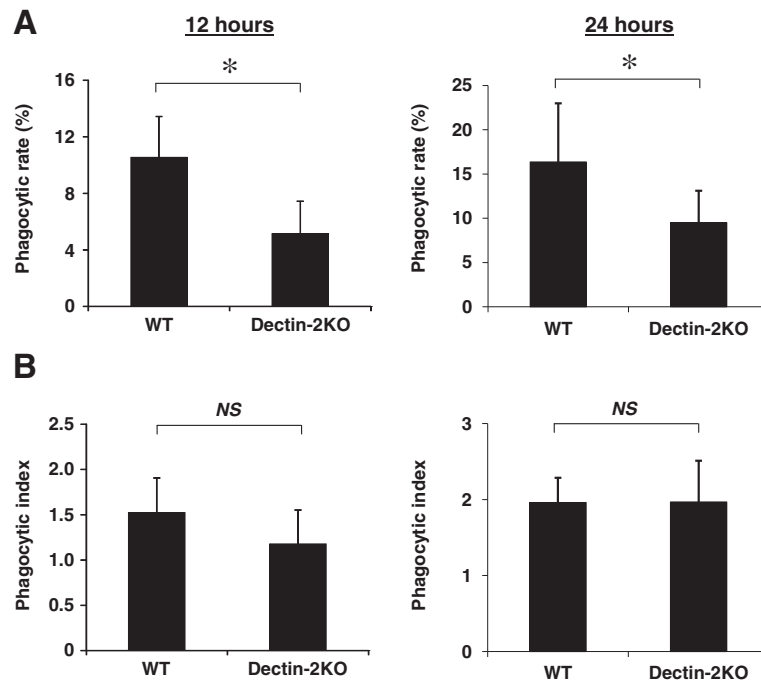 A
12 hours
24 hours
Phagocytic rate (%)
16
12
8
4
0
*
WT
Dectin-2KO
Phagocytic rate (%)
25
20
15
10
5
0
*
WT
Dectin-2KO
B
Phagocytic index
2.5
2.0
1.5
1.0
0.5
0
NS
WT
Dectin-2KO
Phagocytic index
3
2
1
0
NS
WT
Dectin-2KO